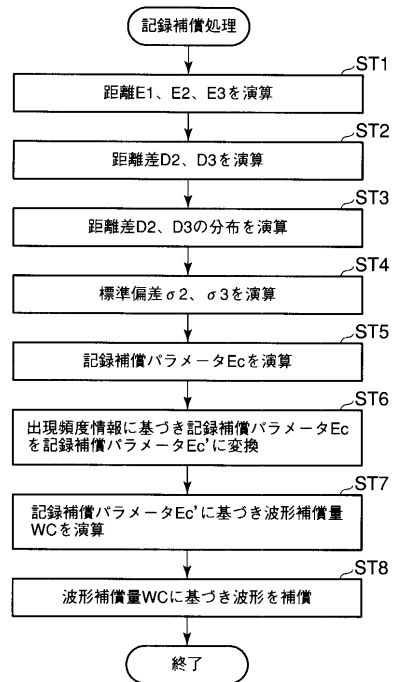 記録補償処理
ST1
距離E1、E2、E3を演算
ST2
距離差D2、D3を演算
ST3
距離差D2、D3の分布を演算
ST4
標準偏差σ2、σ3を演算
ST5
記録補償パラメータEcを演算
ST6
出現頻度情報に基づき記録補償パラメータEc
を記録補償パラメータEc'に変換
ST7
記録補償パラメータEc'に基づき波形補償量
WCを演算
ST8
波形補償量WCに基づき波形を補償
終了